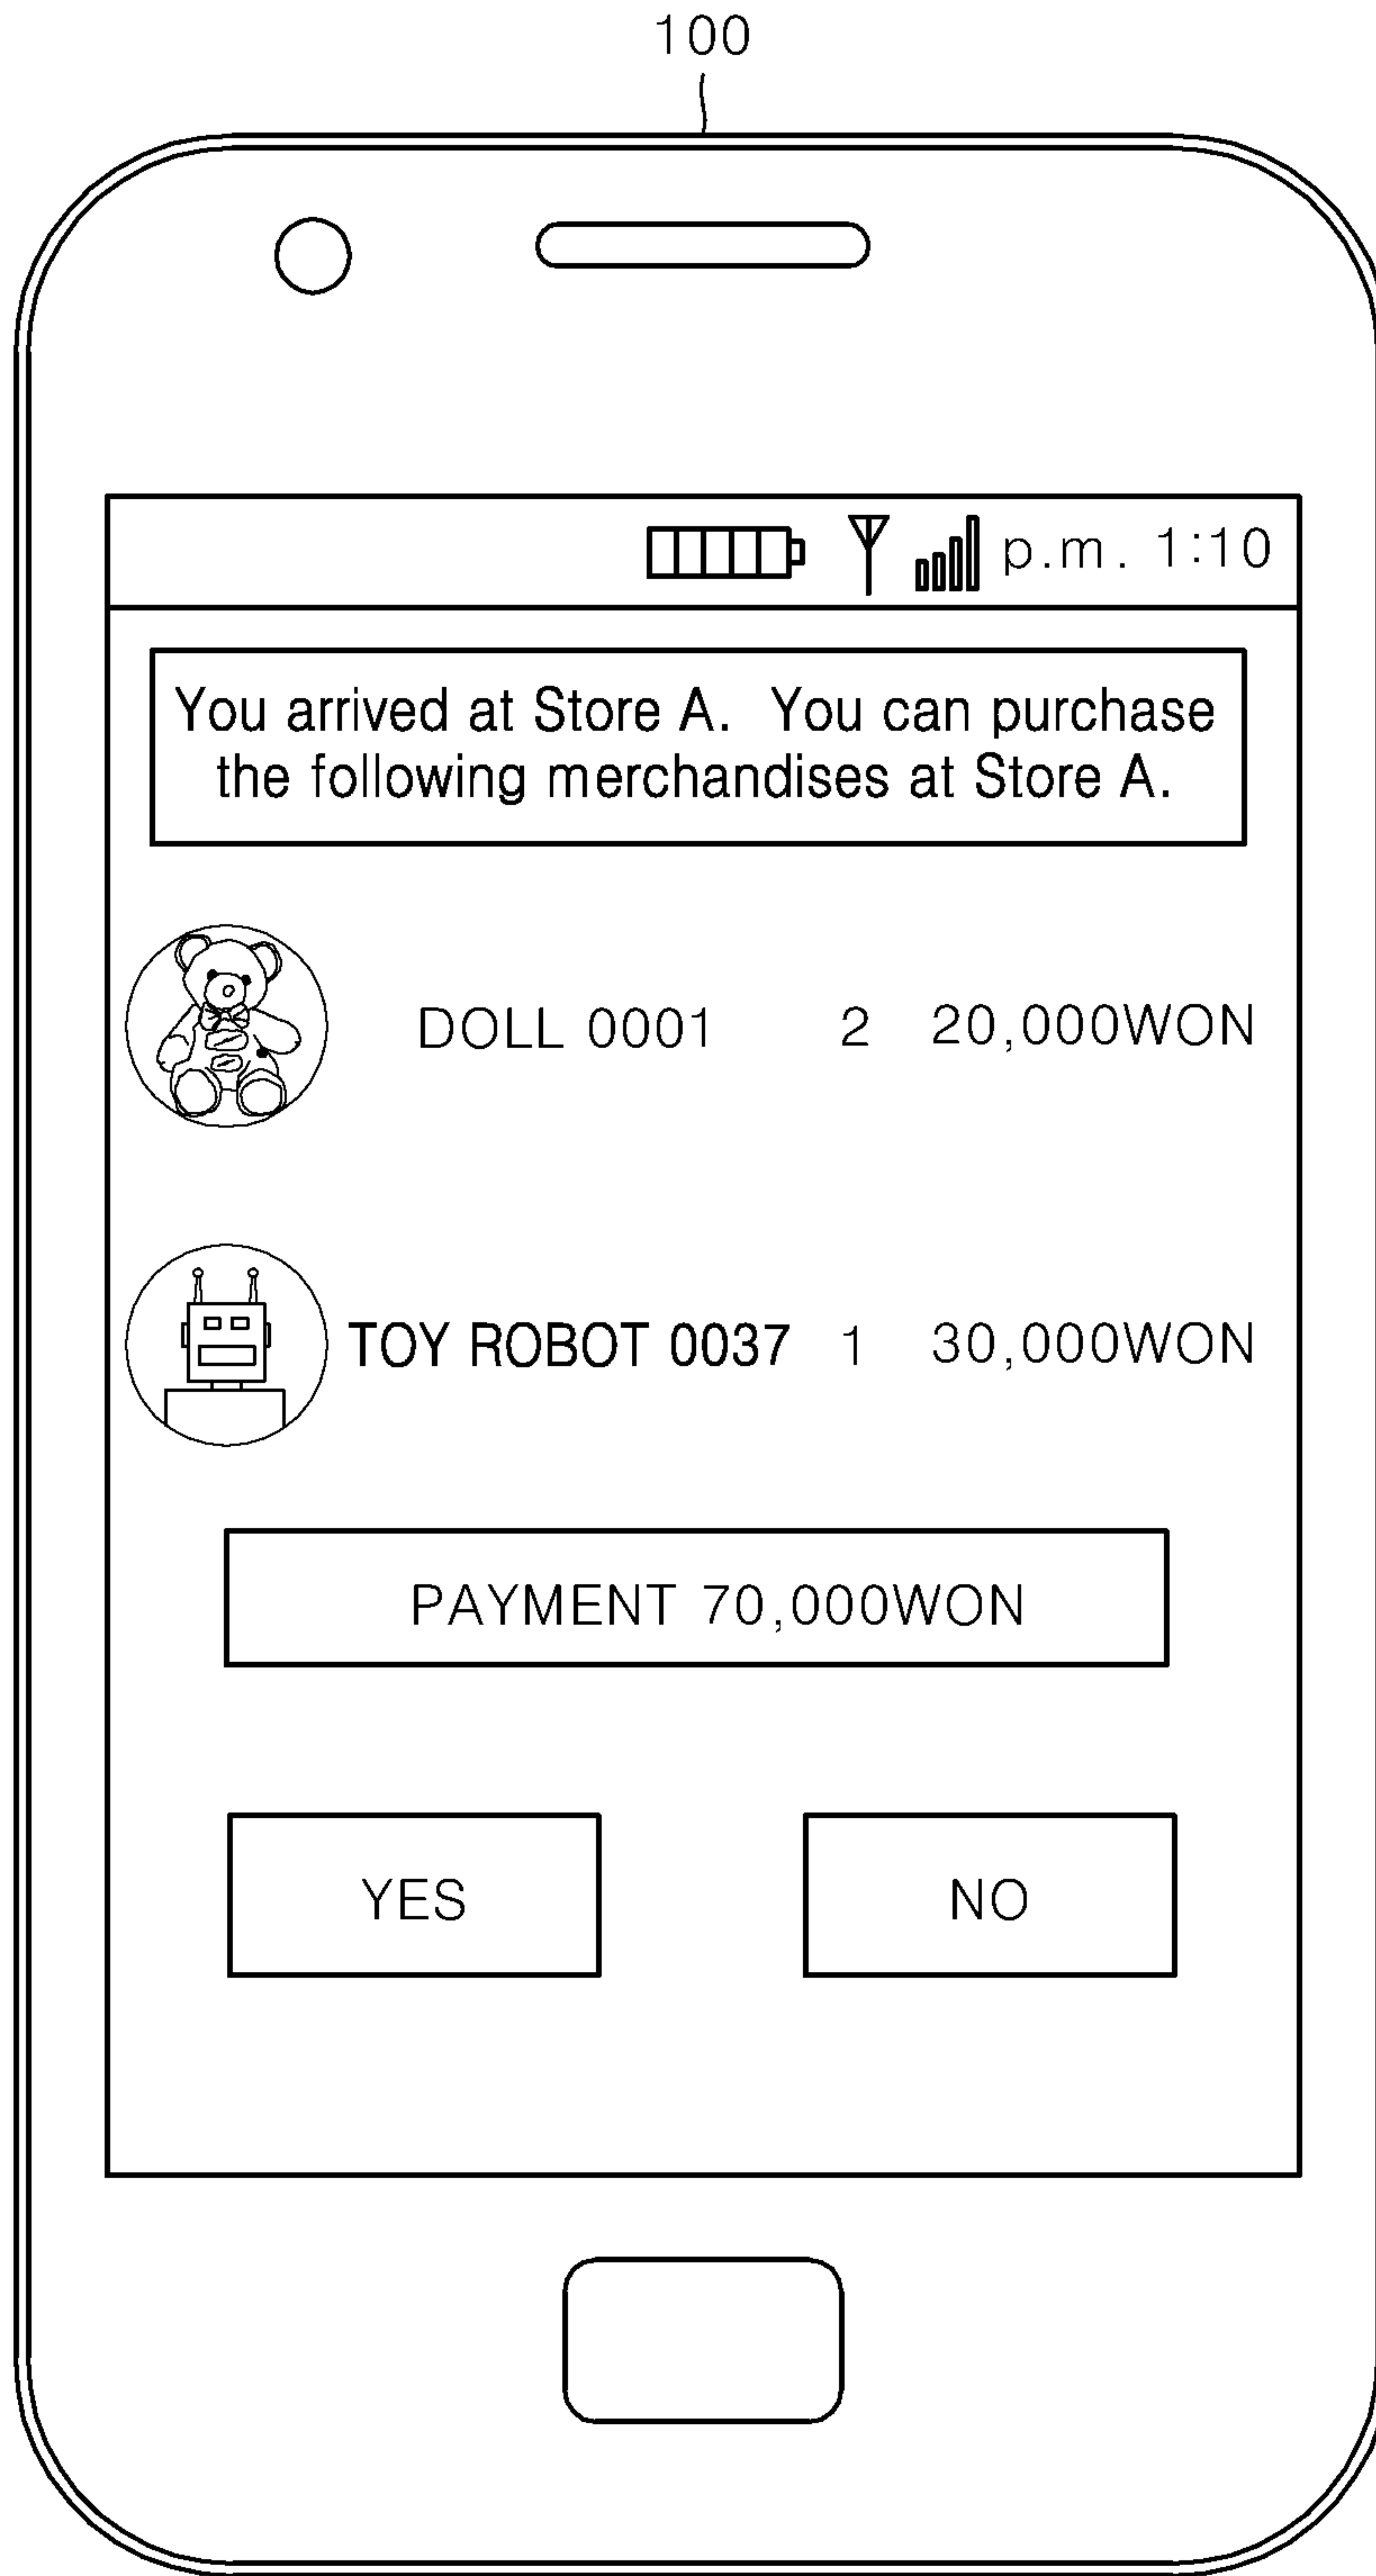 100
p.m. 1:10
You arrived at Store A. You can purchase
the following merchandises at Store A.
DOLL 0001 2 20,000WON
TOY ROBOT 0037 1 30,000WON
PAYMENT 70,000WON
YES NO